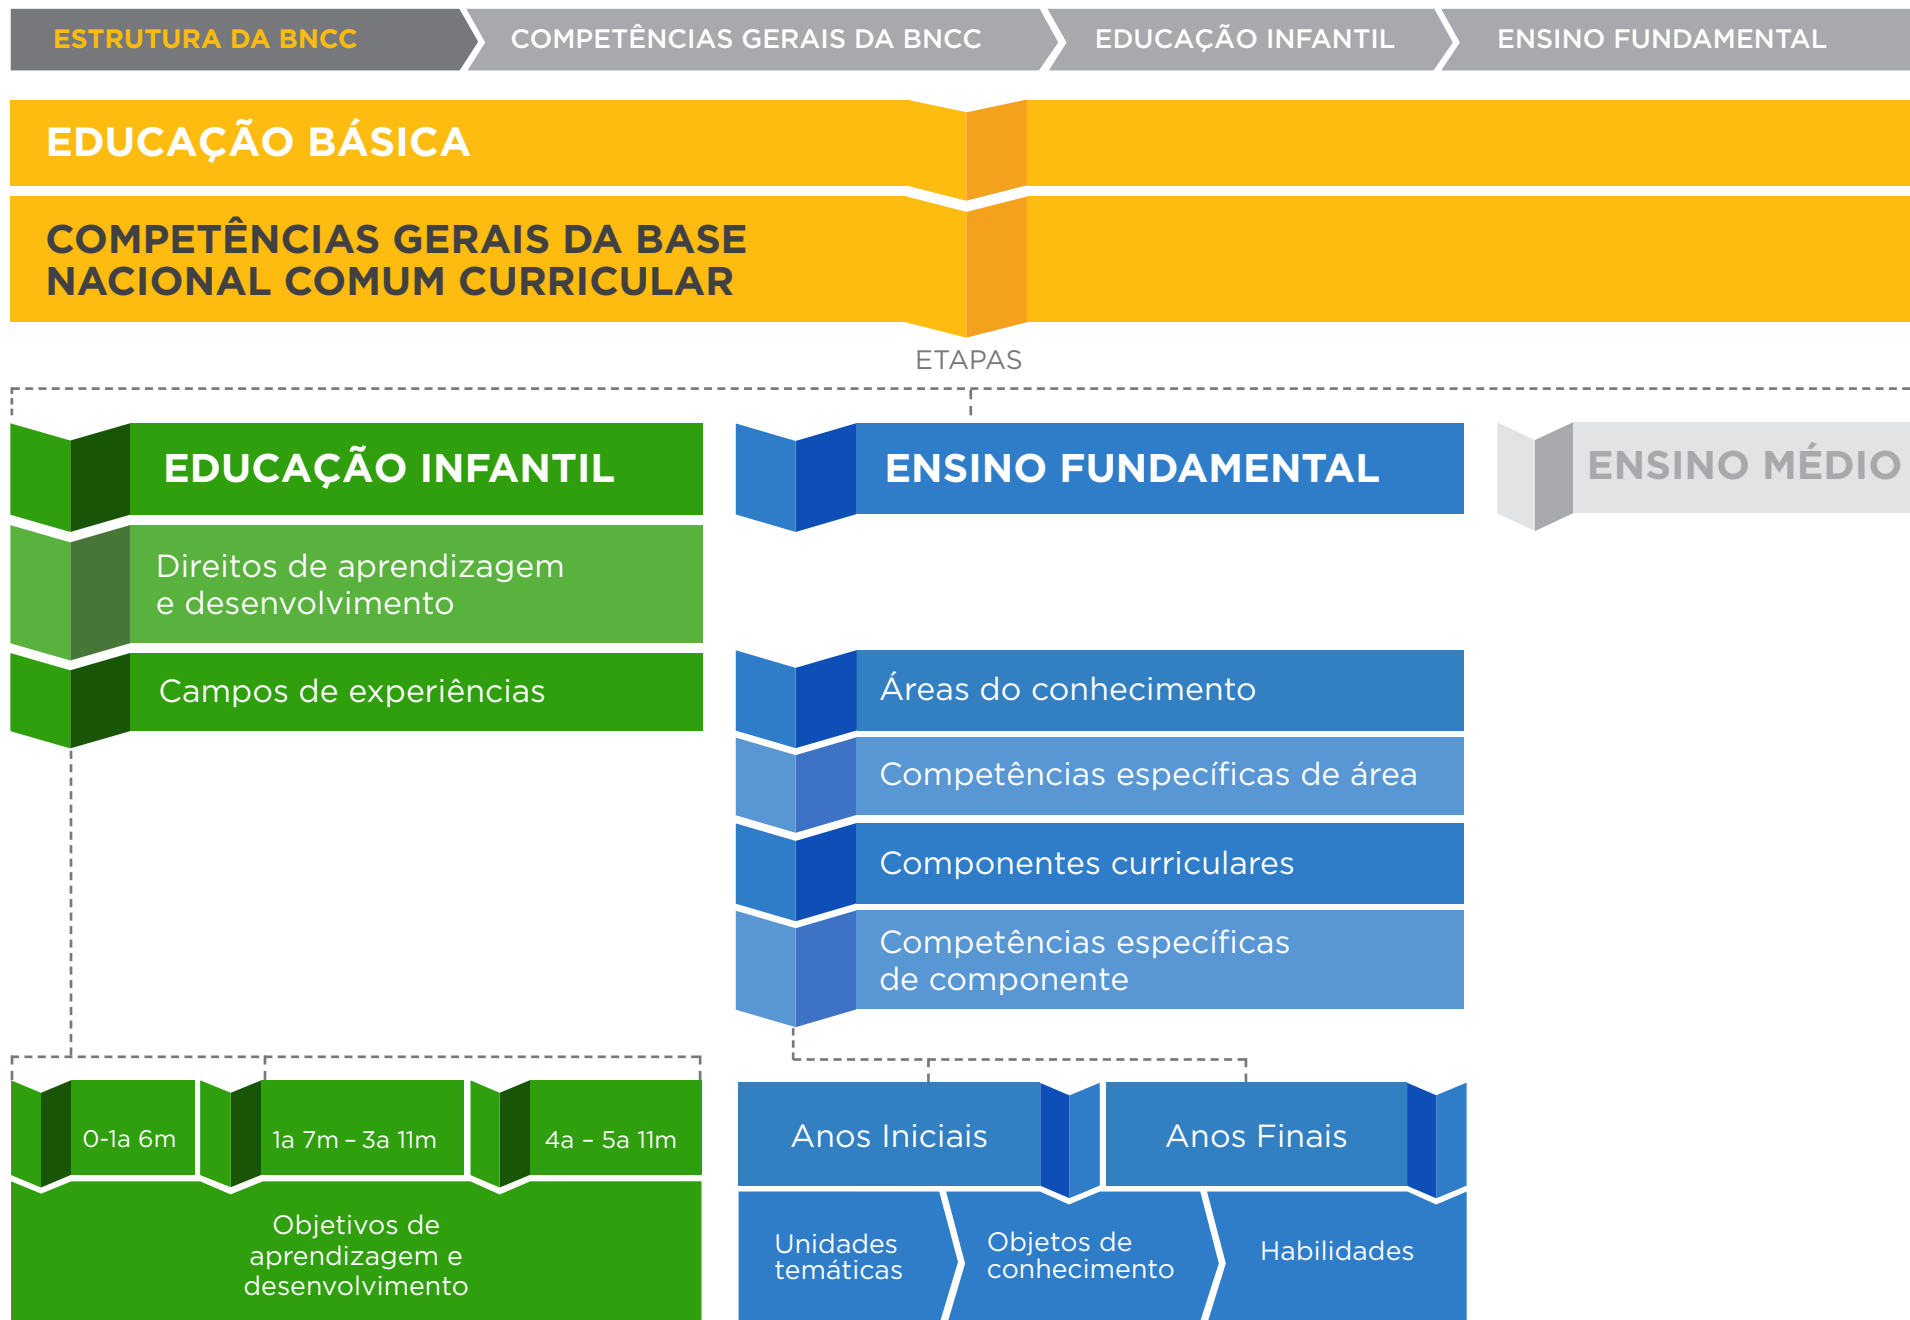 ESTRUTURA DA BNCC
COMPETÊNCIAS GERAIS DA BNCC
EDUCAÇÃO INFANTIL
ENSINO FUNDAMENTAL
EDUCAÇÃO BÁSICA
COMPETÊNCIAS GERAIS DA BASE
NACIONAL COMUM CURRICULAR
ETAPAS
EDUCAÇÃO INFANTIL
Direitos de aprendizagem
e desenvolvimento
Campos de experiências
0-1a 6m
1a 7m – 3a 11m
4a – 5a 11m
Objetivos de
aprendizagem e
desenvolvimento
ENSINO FUNDAMENTAL
Áreas do conhecimento
Competências específicas de área
Componentes curriculares
Competências específicas
de componente
Anos Iniciais
Anos Finais
Unidades
temáticas
Objetos de
conhecimento
Habilidades
ENSINO MÉDIO